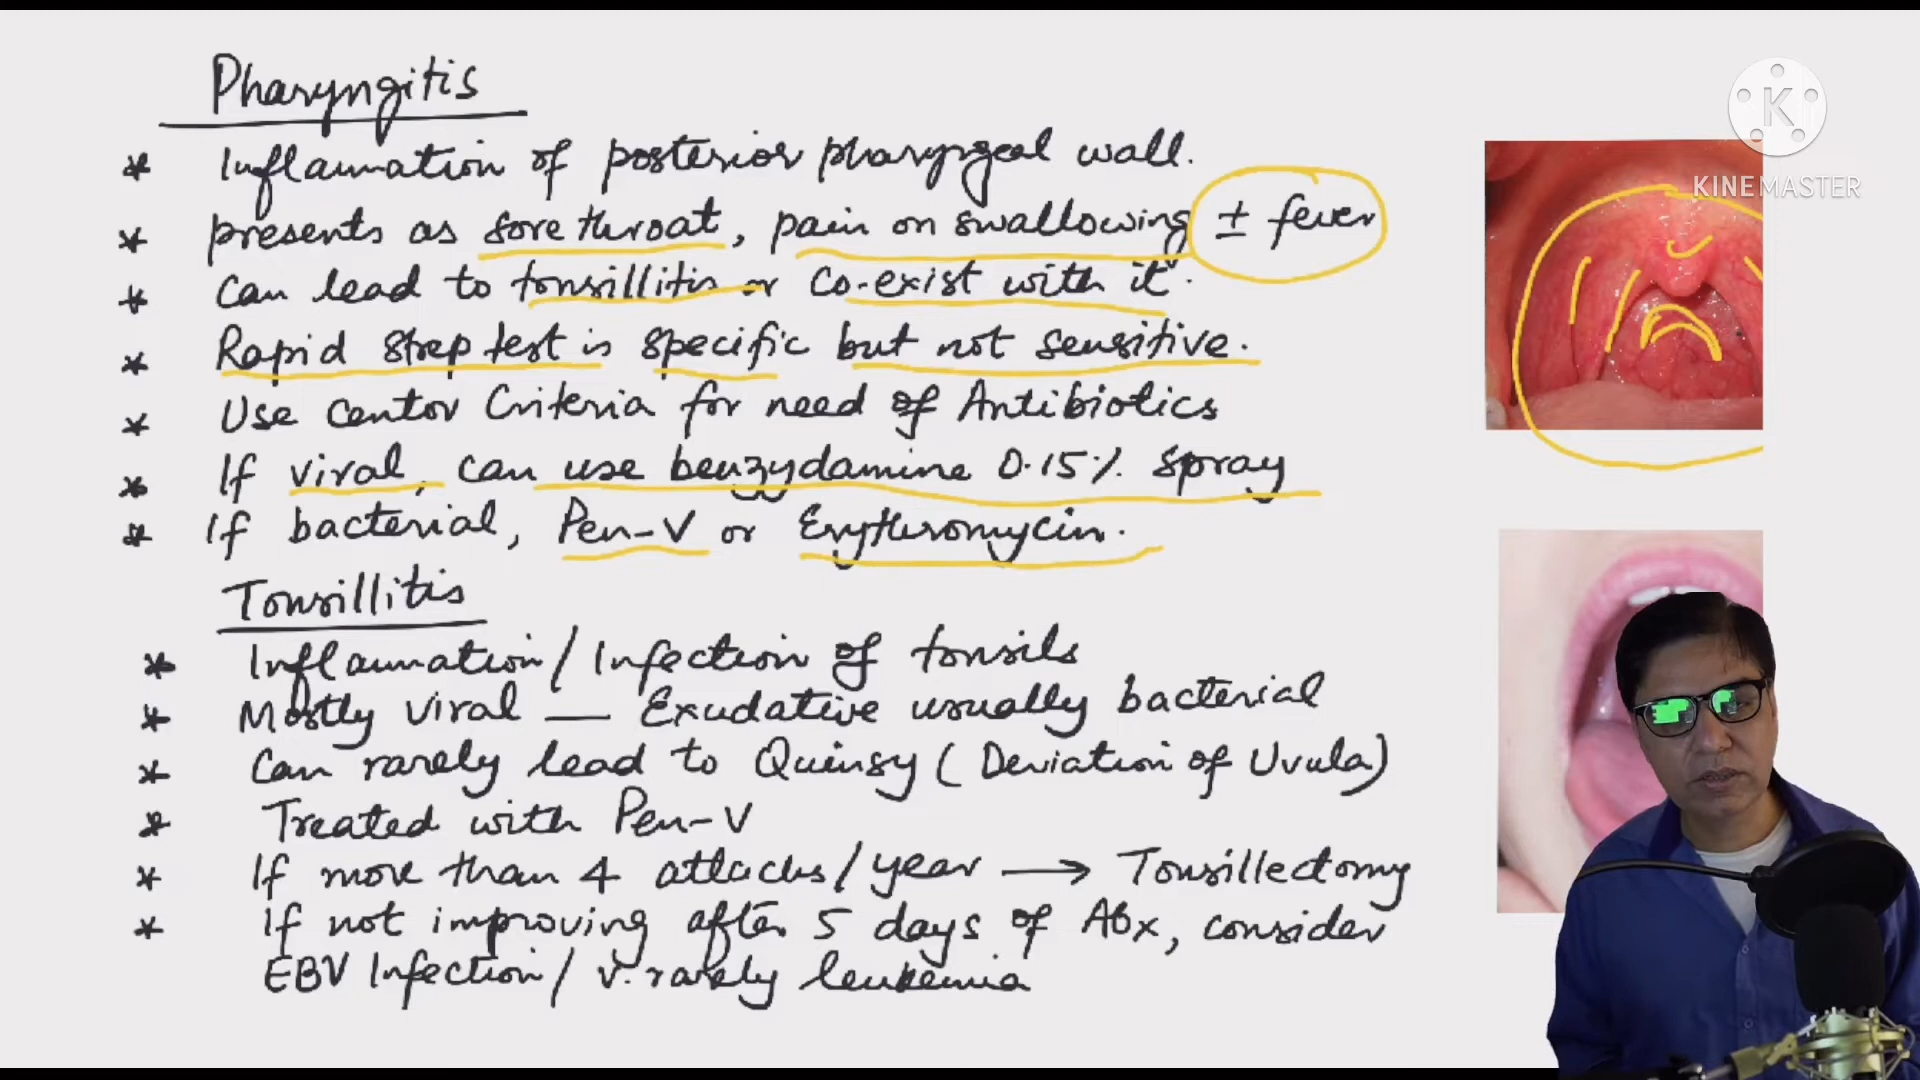 Pharyngitis
* Inflammation of posterior pharyngeal wall.
* presents as sore throat, pain on swallowing ± fever
* Can lead to tonsillitis or co-exist with it.
* Rapid strep test is specific but not sensitive.
* Use Centor Criteria for need of Antibiotics
* If viral, can use benzydamine 0.15% spray
* If bacterial, Pen-V or Erythromycin.
Tonsillitis
* Inflammation/Infection of tonsils
* Mostly viral — Exudative usually bacterial
* Can rarely lead to Quinsy (Deviation of Uvula)
* Treated with Pen-V
* If more than 4 attacks/year → Tonsillectomy
* If not improving after 5 days of Abx, consider
EBV Infection/ v. rarely leukemia
K
KINEMASTER